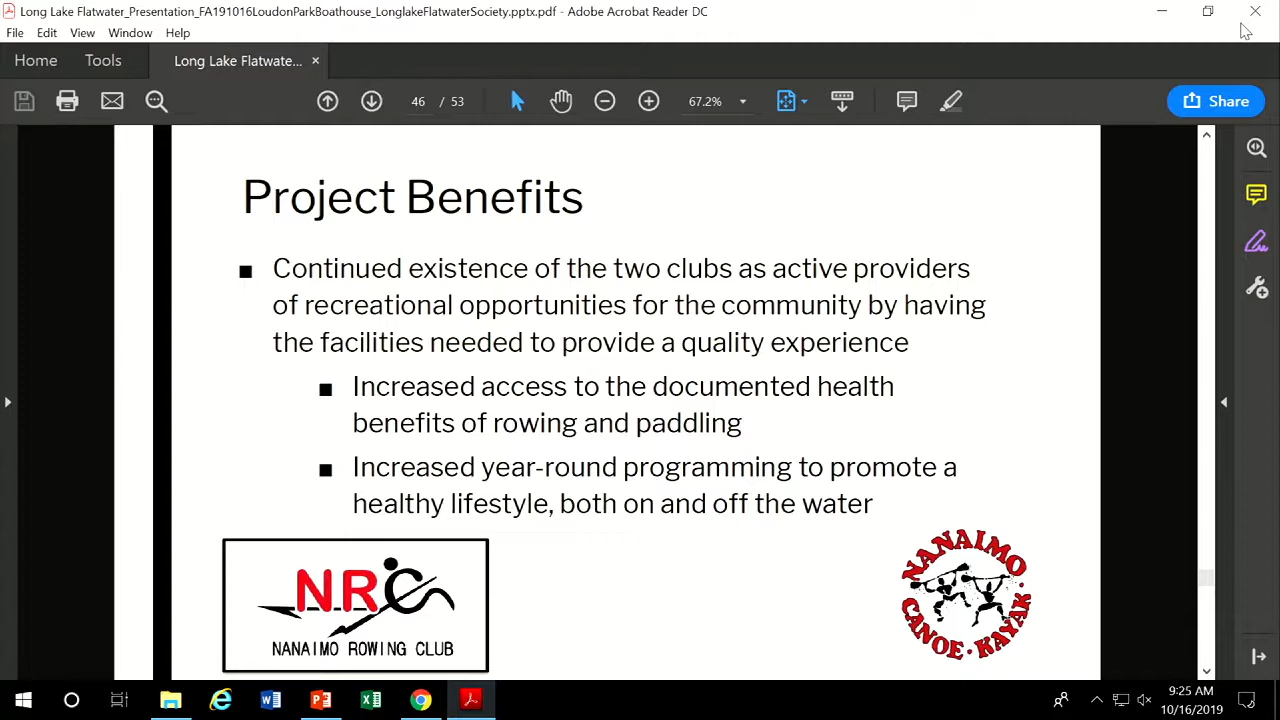 Long Lake Flatwater_Presentation_FA191016LoudonParkBoathouse_LonglakeFlatwaterSociety.pptx.pdf - Adobe Acrobat Reader DC
File Edit View Window Help
Home Tools Long Lake Flatwate... ×
46 / 53 67.2% Share
Project Benefits
■ Continued existence of the two clubs as active providers
of recreational opportunities for the community by having
the facilities needed to provide a quality experience
■ Increased access to the documented health
benefits of rowing and paddling
■ Increased year-round programming to promote a
healthy lifestyle, both on and off the water
NRC
NANAIMO ROWING CLUB
NANAIMO
CANOE • KAYAK
9:25 AM
10/16/2019